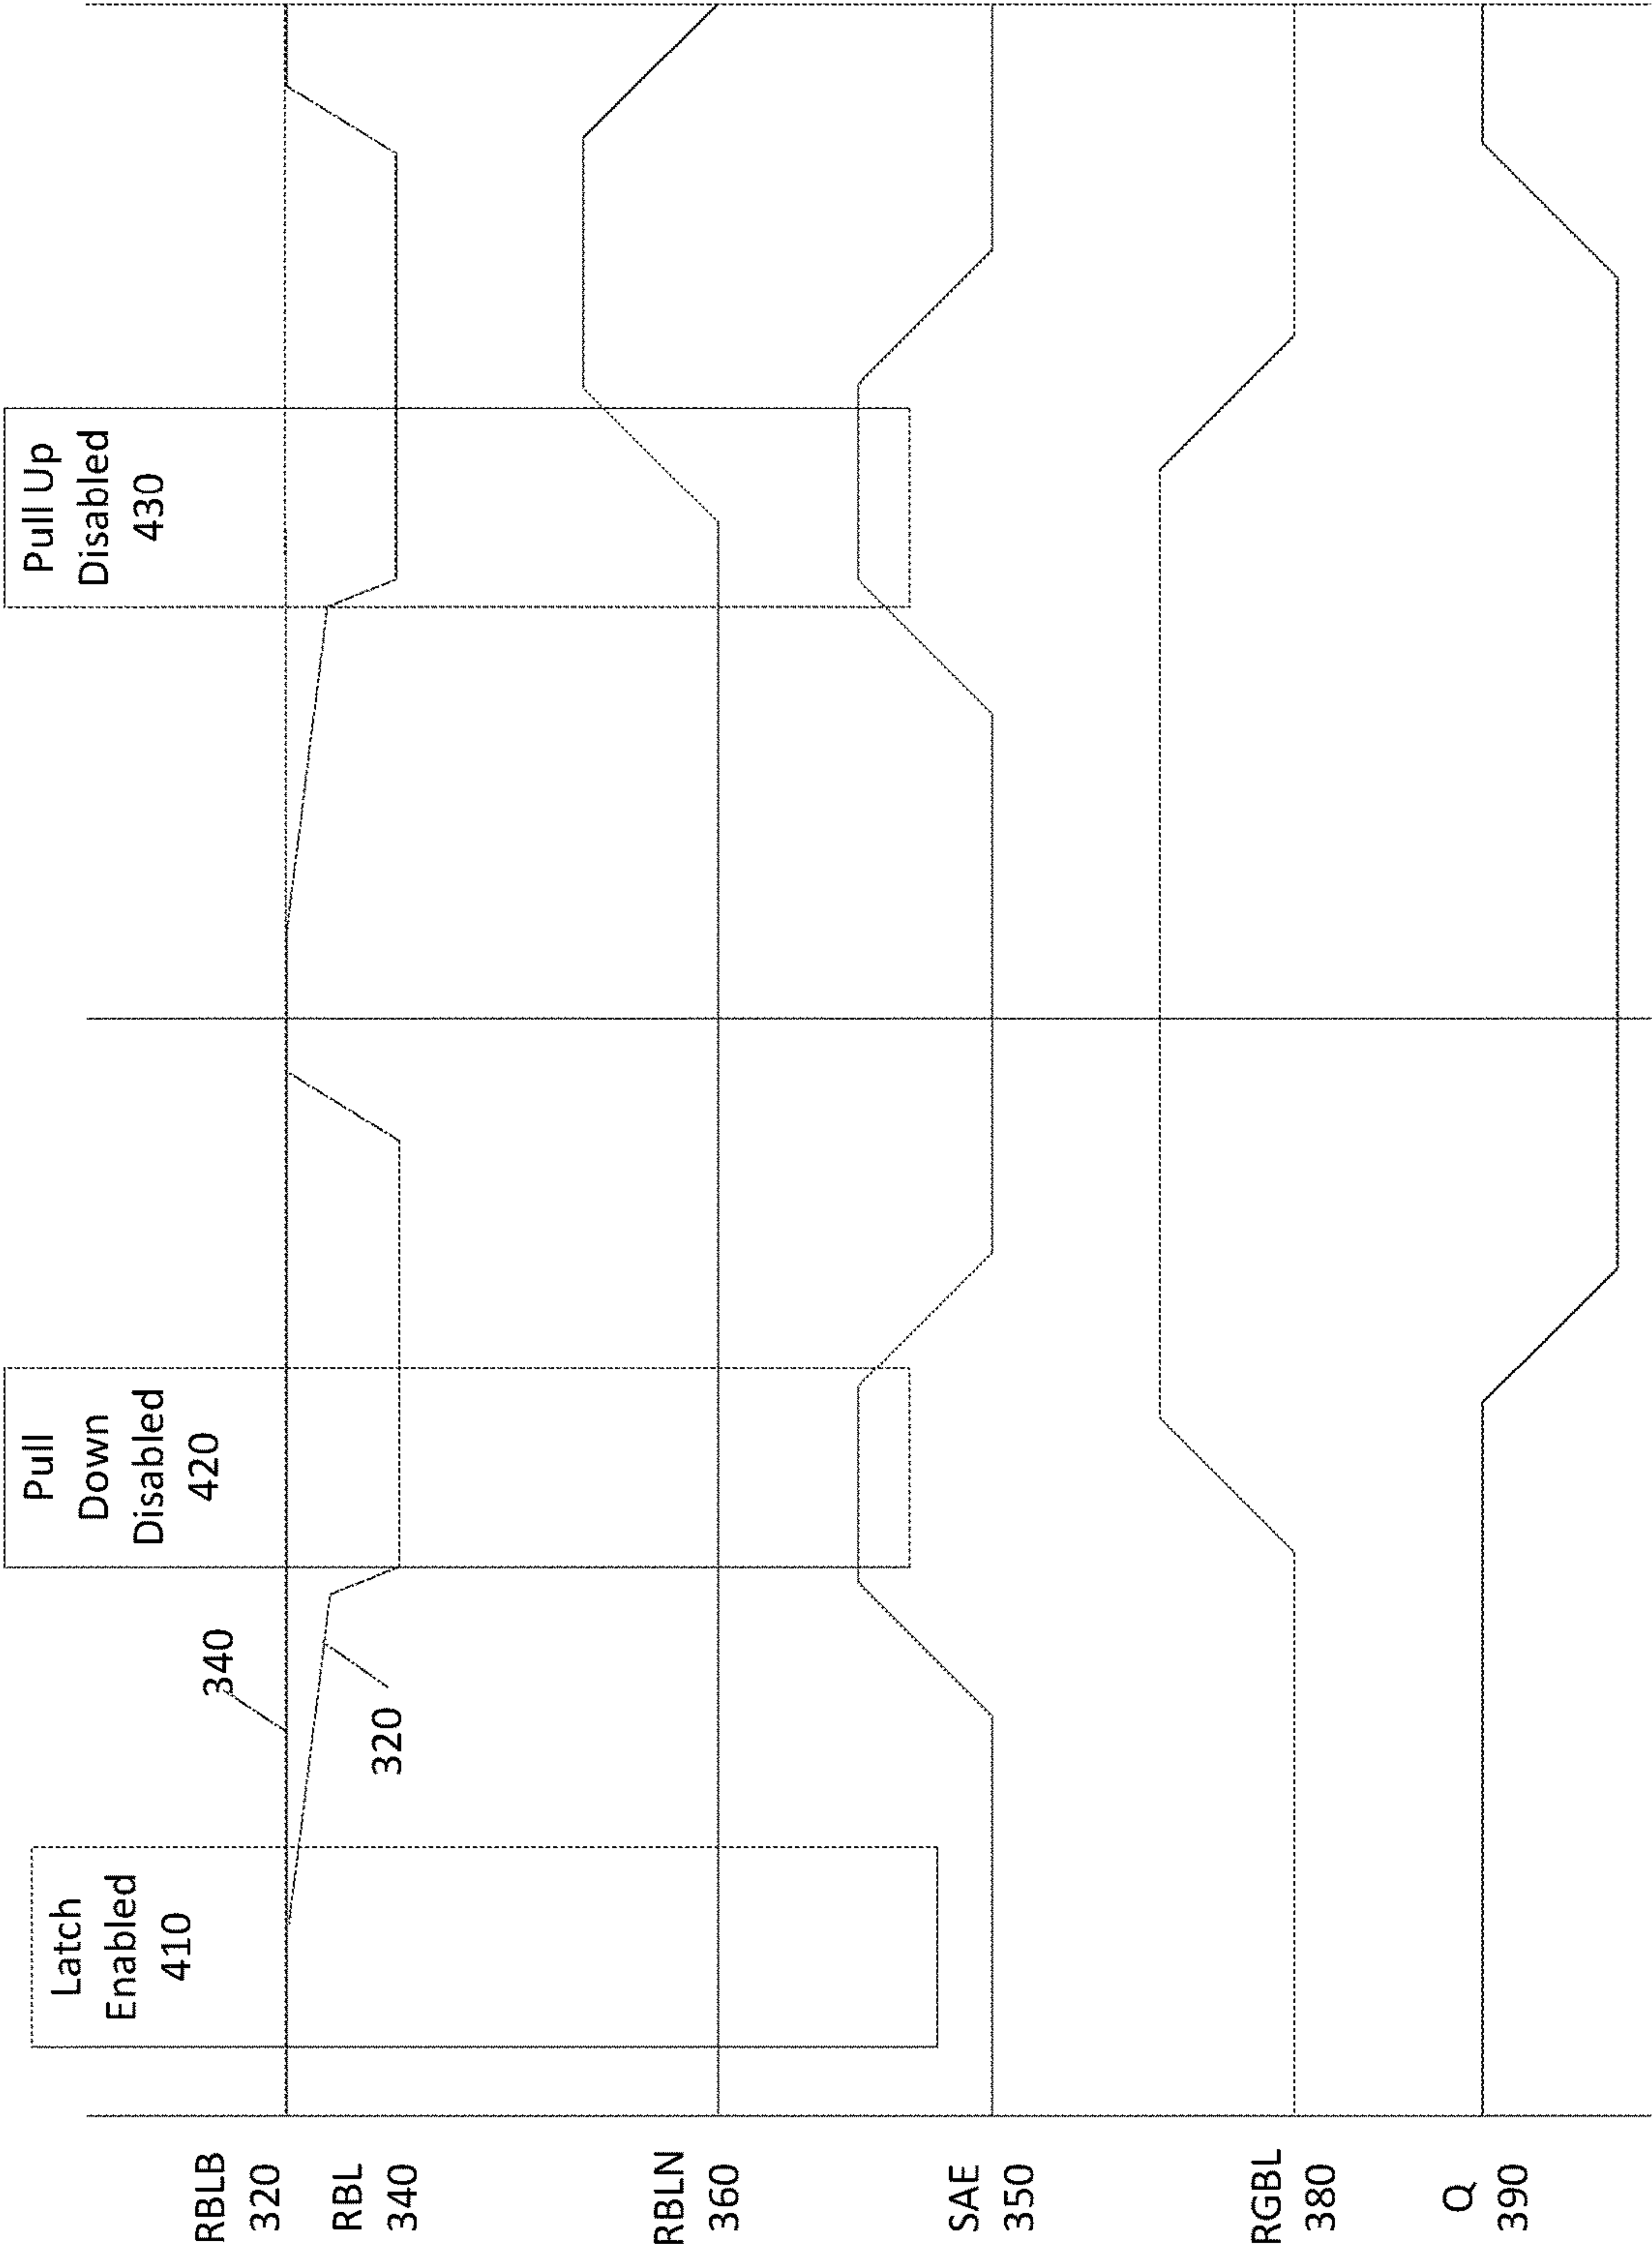 Latch
Enabled
410
Pull
Down
Disabled
420
Pull Up
Disabled
430
340
320
RBLB
320
RBL
340
RBLN
360
SAE
350
RGBL
380
Q
390